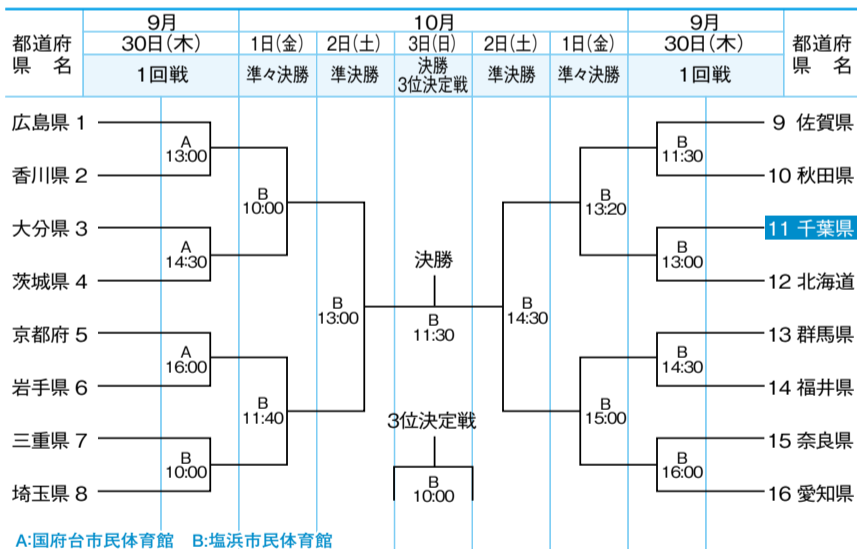 都道府県名
9月
10月
9月
都道府県名
30日(木)
1日(金)
2日(土)
3日(日)
2日(土)
1日(金)
30日(木)
1回戦
準々決勝
準決勝
決勝
3位決定戦
準決勝
準々決勝
1回戦
広島県 1
香川県 2
大分県 3
茨城県 4
京都府 5
岩手県 6
三重県 7
埼玉県 8
A
13:00
A
14:30
A
16:00
B
10:00
B
10:00
B
11:40
B
13:00
決勝
B
11:30
3位決定戦
B
10:00
B
14:30
B
13:20
B
15:00
B
11:30
B
13:00
B
14:30
B
16:00
9 佐賀県
10 秋田県
11 千葉県
12 北海道
13 群馬県
14 福井県
15 奈良県
16 愛知県
A:国府台市民体育館 B:塩浜市民体育館